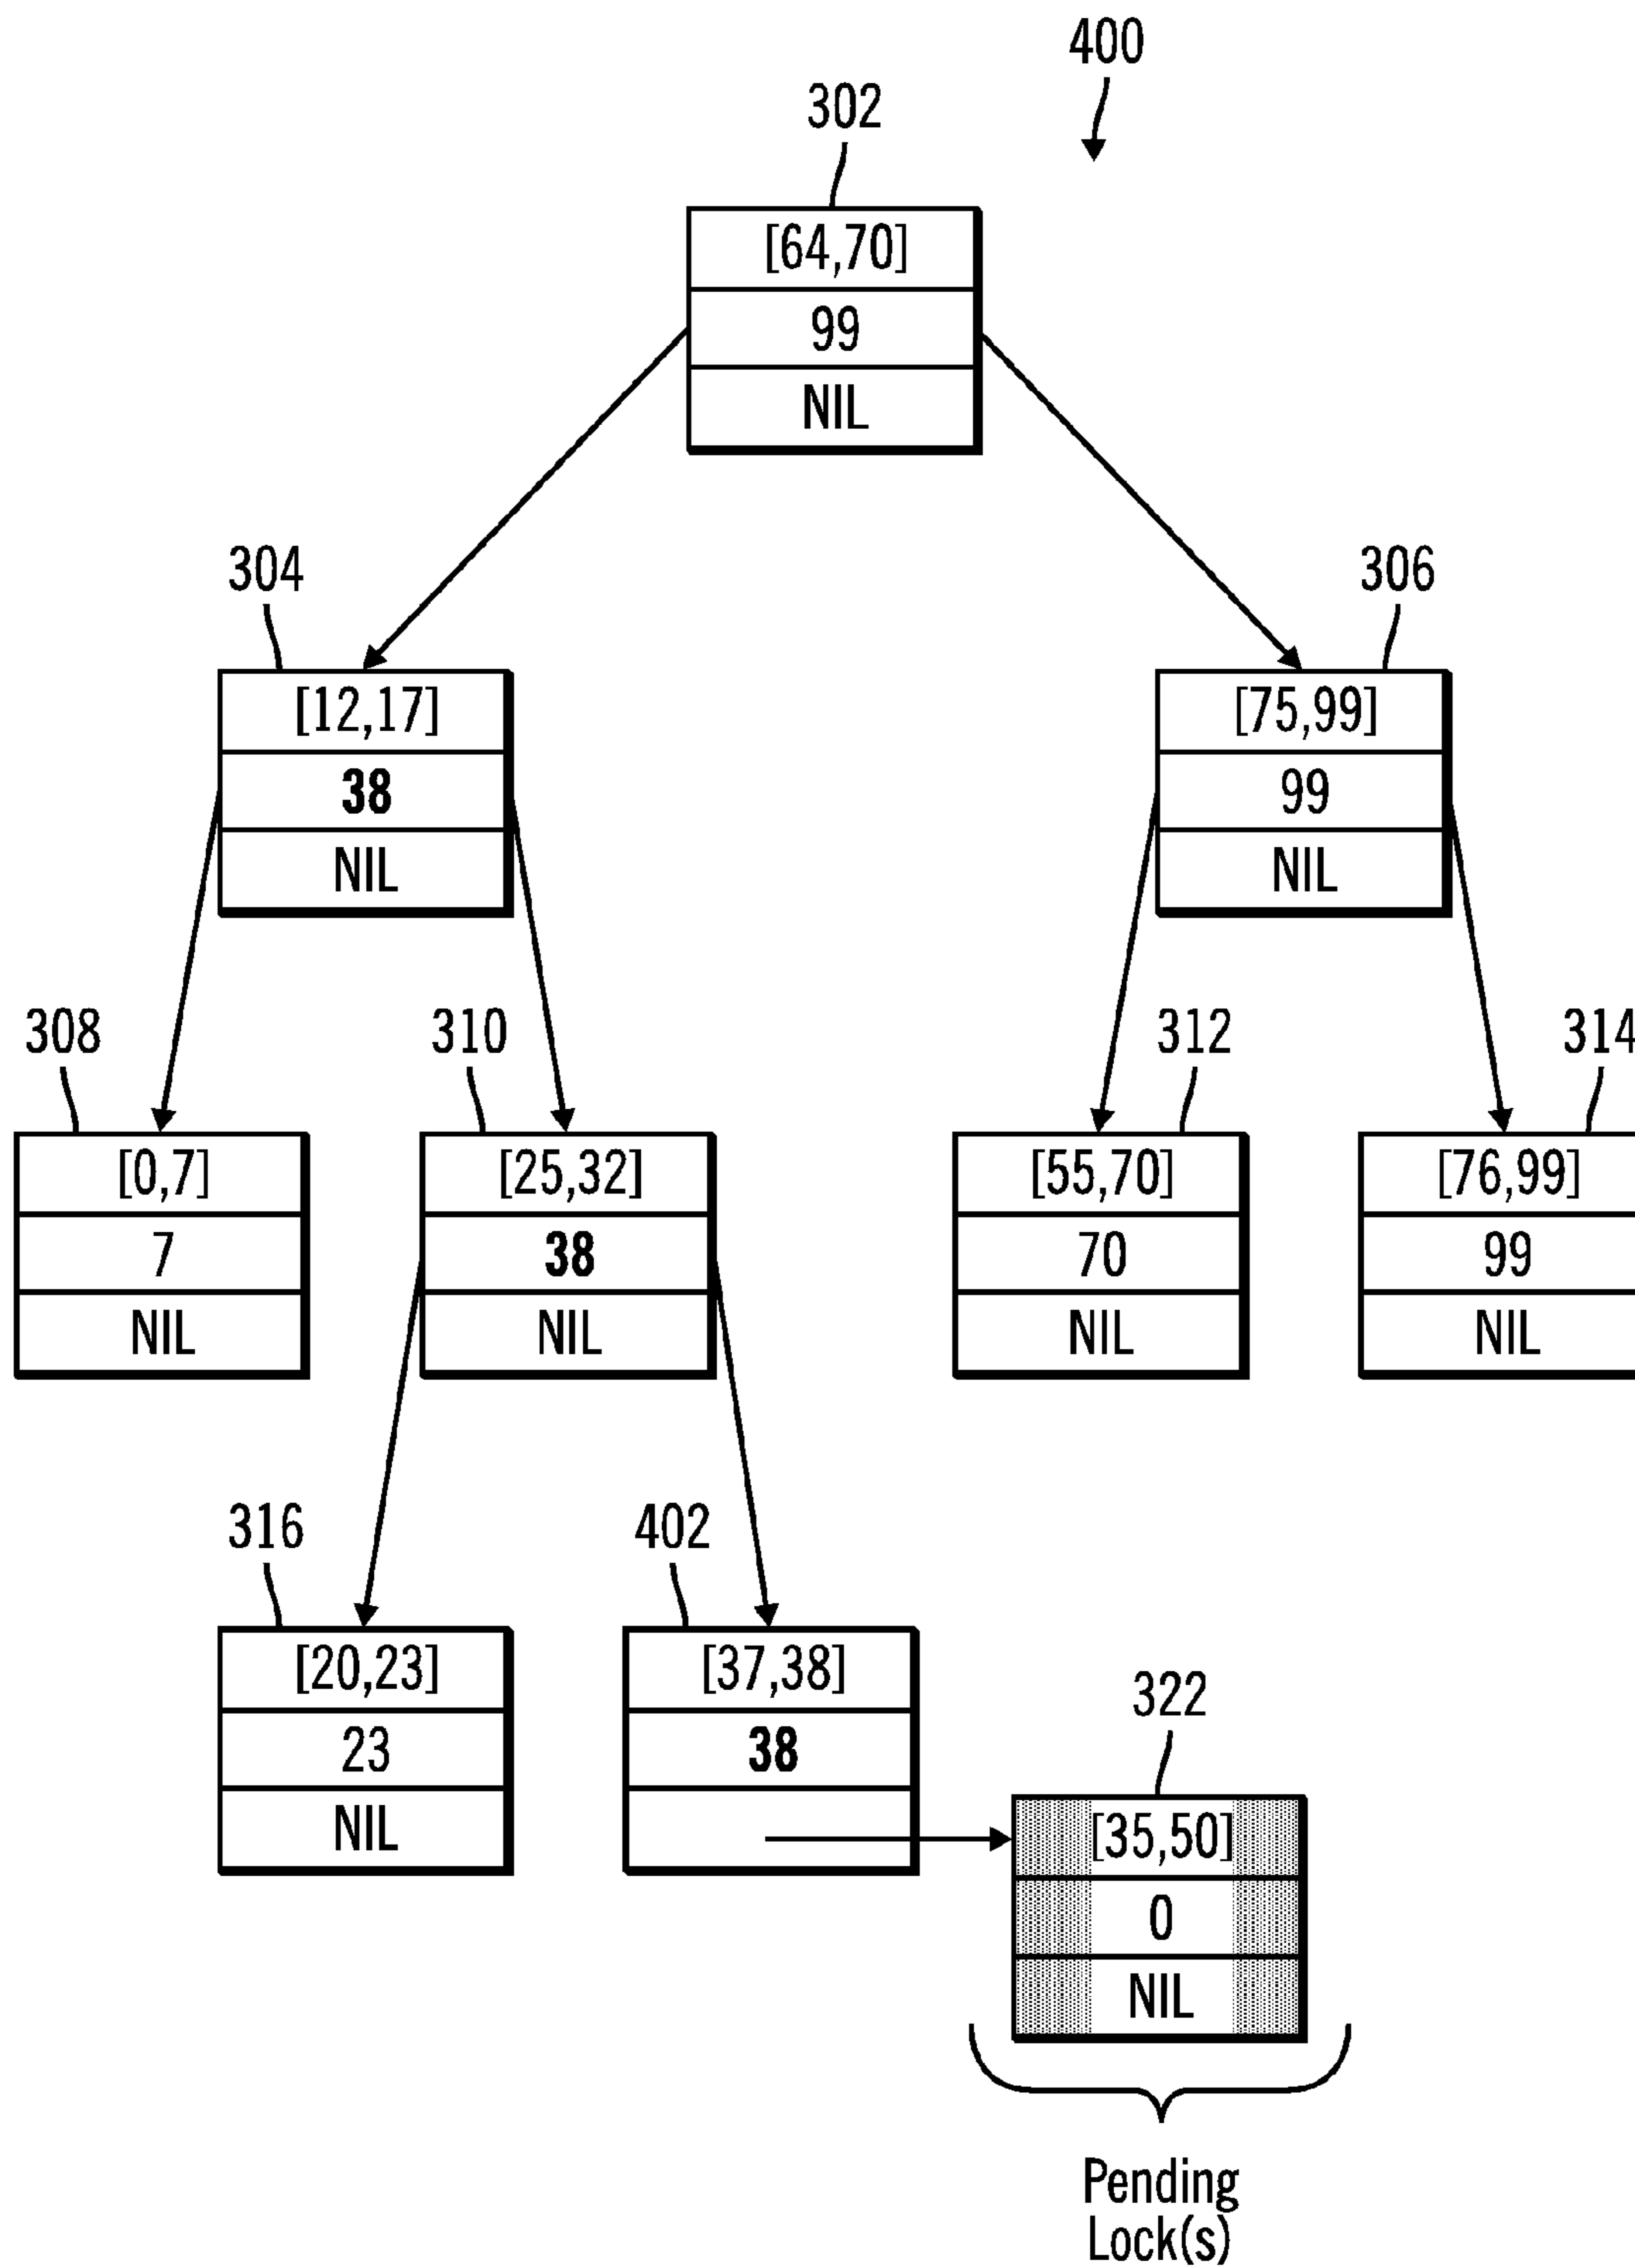 400
302
[64,70]
99
NIL
304
306
[12,17]
38
NIL
[75,99]
99
NIL
308
310
312
314
[0,7]
7
NIL
[25,32]
38
NIL
[55,70]
70
NIL
[76,99]
99
NIL
316
402
[20,23]
23
NIL
[37,38]
38
322
[35,50]
0
NIL
Pending
Lock(s)